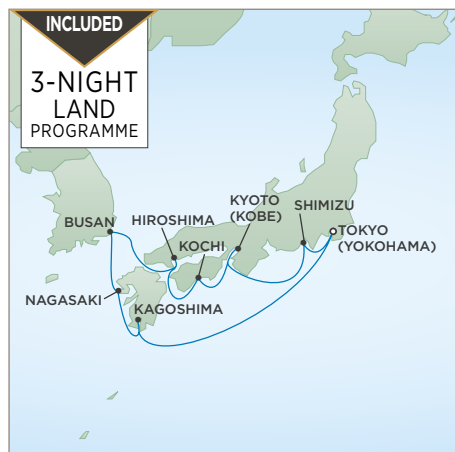 INCLUDED
3-NIGHT
LAND
PROGRAMME
KYOTO
(KOBE)
SHIMIZU
BUSAN
HIROSHIMA
KOCHI
TOKYO
(YOKOHAMA)
NAGASAKI
KAGOSHIMA